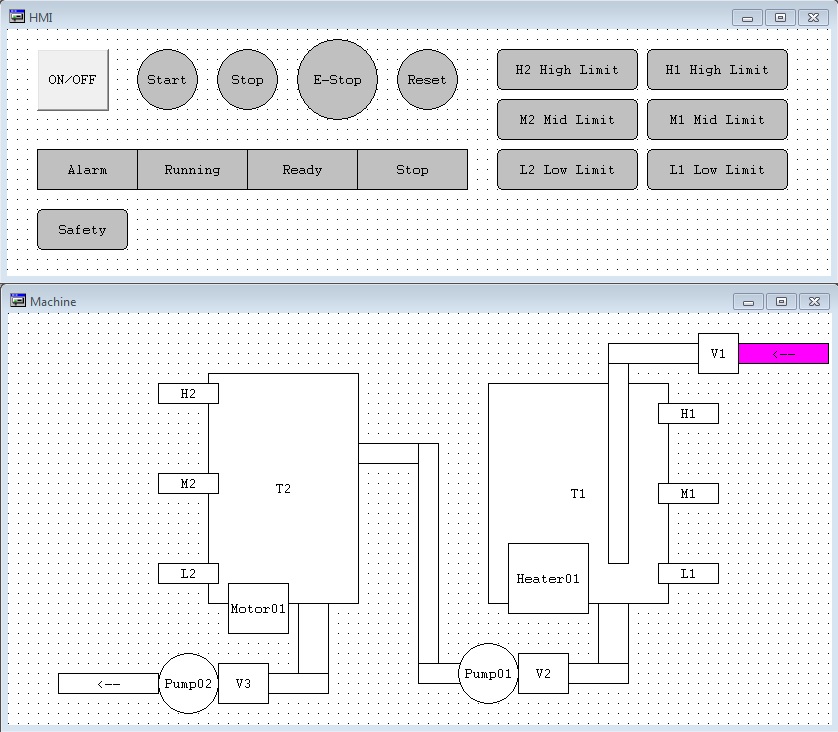 HMI
ON/OFF
Start
Stop
E-Stop
Reset
H2 High Limit
H1 High Limit
M2 Mid Limit
M1 Mid Limit
Alarm
Running
Ready
Stop
L2 Low Limit
L1 Low Limit
Safety
Machine
V1
<--
H2
H1
M2
T2
T1
M1
L2
Heater01
L1
Motor01
<--
Pump02
V3
Pump01
V2